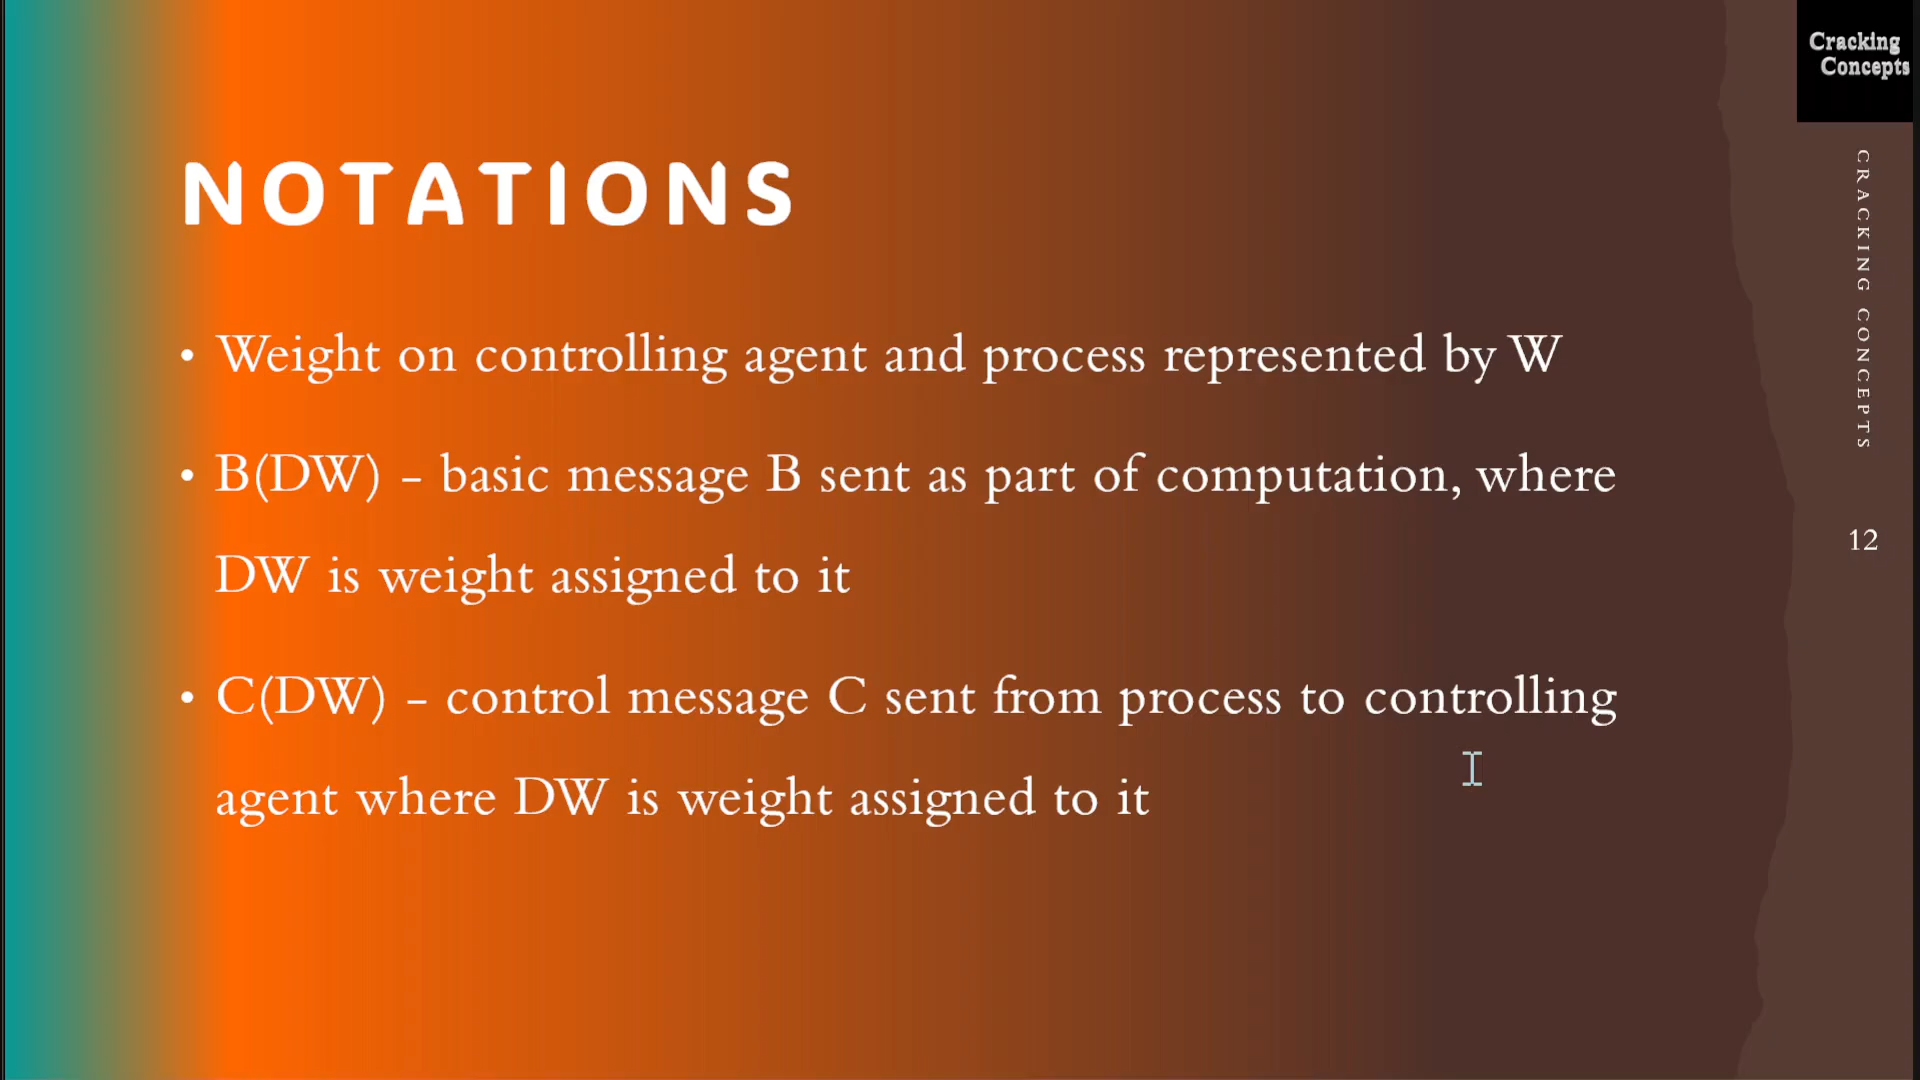 Cracking
Concepts
NOTATIONS
• Weight on controlling agent and process represented by W
• B(DW) – basic message B sent as part of computation, where
DW is weight assigned to it
• C(DW) – control message C sent from process to controlling
agent where DW is weight assigned to it
CRACKING CONCEPTS
12